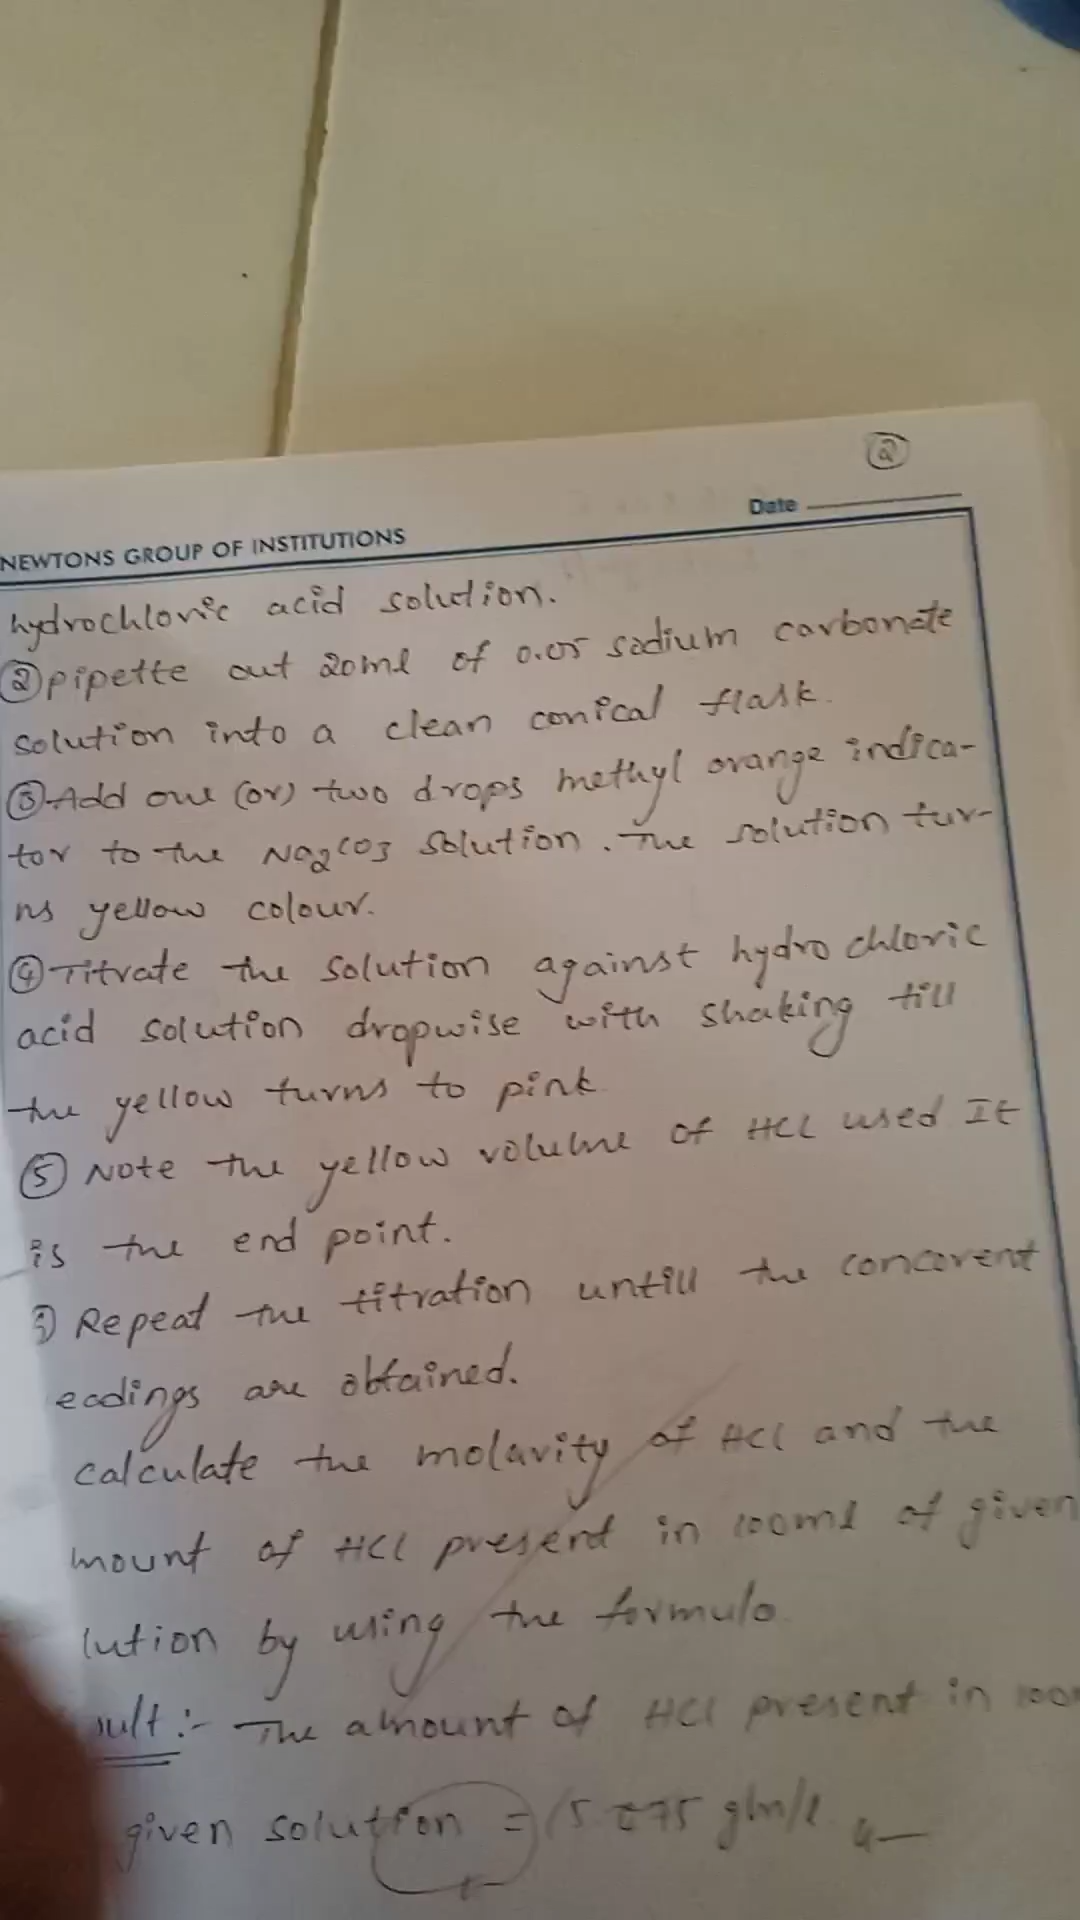 ②
Date
NEWTONS GROUP OF INSTITUTIONS
hydrochloric acid solution.
② pipette out 20ml of 0.05 sodium carbonate
solution into a clean conical flask.
③ Add one (or) two drops methyl orange indica-
tor to the Na2CO3 solution. The solution tur-
ns yellow colour.
④ Titrate the solution against hydrochloric
acid solution dropwise with shaking till
the yellow turns to pink
⑤ Note the yellow volulme of HCL used It
is the end point.
Repeat the titration untill the concorent
eadings are obtained.
calculate the molarity of HCl and the
mount of HCl present in 100ml of given
lution by using the formula
sult :- The amount of HCl present in 100
given solution =